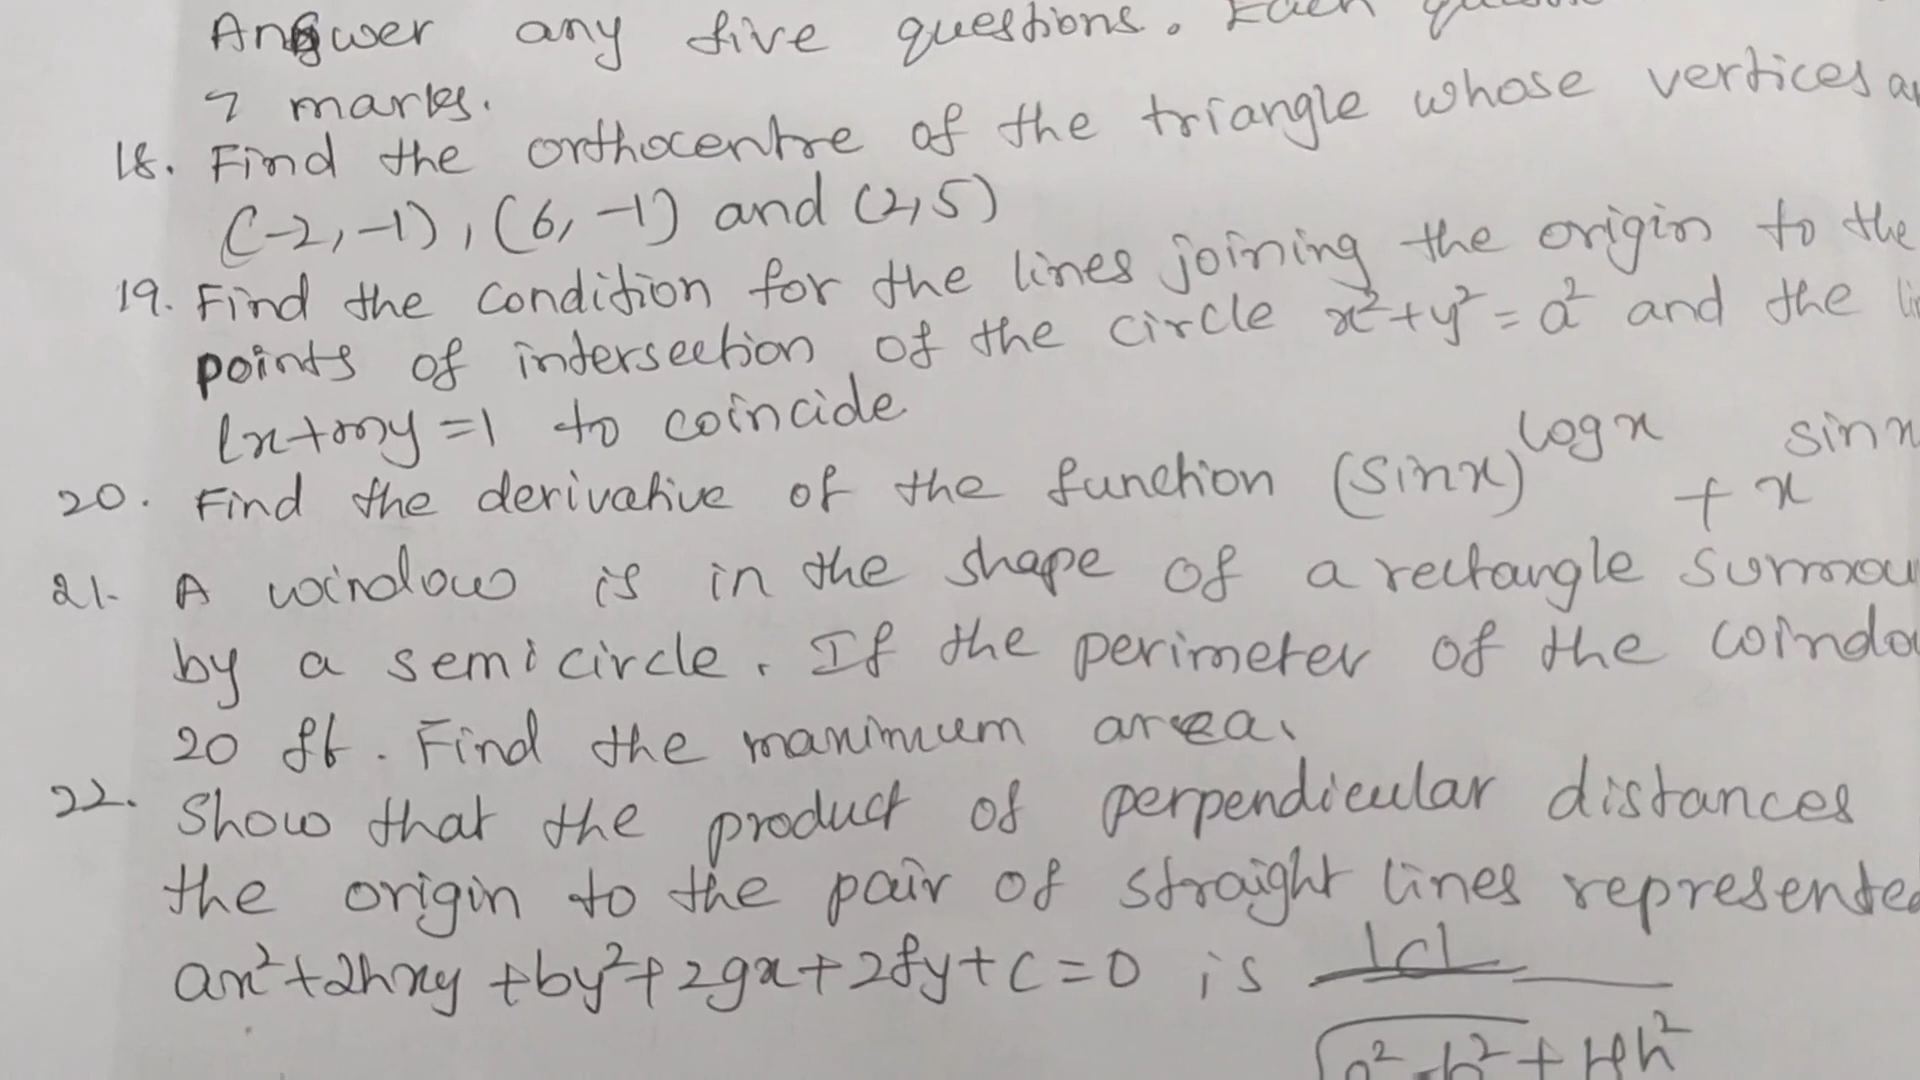 Answer any five questions. Each
7 marks.
18. Find the orthocentre of the triangle whose vertices
(-2,-1), (6,-1) and (2,5)
19. Find the condition for the lines joining the origin to the
points of intersection of the circle x²+y²=a² and the
lx+my=1 to coincide
20. Find the derivative of the function (sinx)^logx + x^sinx
21. A window is in the shape of a rectangle
by a semicircle. If the perimeter of the
20 ft. Find the maximum area.
22. Show that the product of perpendicular distances
the origin to the pair of straight lines
ax²+2hxy+by²+2gx+2fy+c=0 is |c|